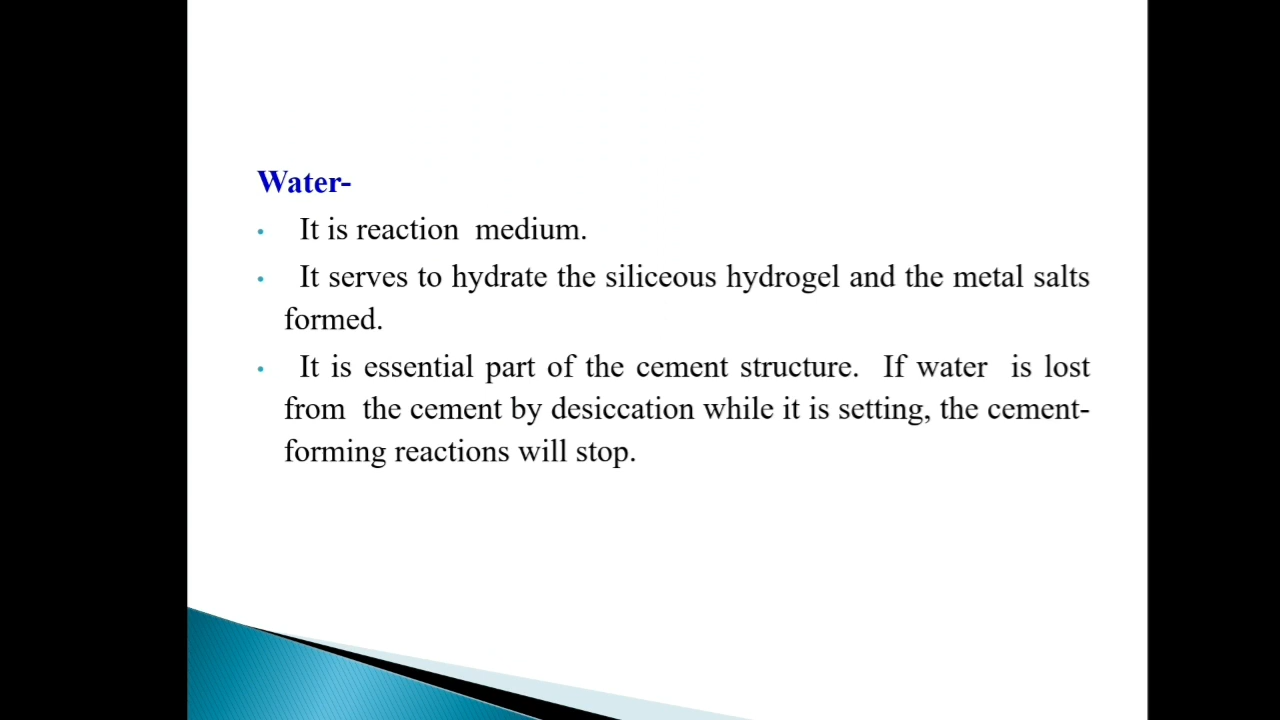 Water-
• It is reaction medium.
• It serves to hydrate the siliceous hydrogel and the metal salts
formed.
• It is essential part of the cement structure. If water is lost
from the cement by desiccation while it is setting, the cement-
forming reactions will stop.